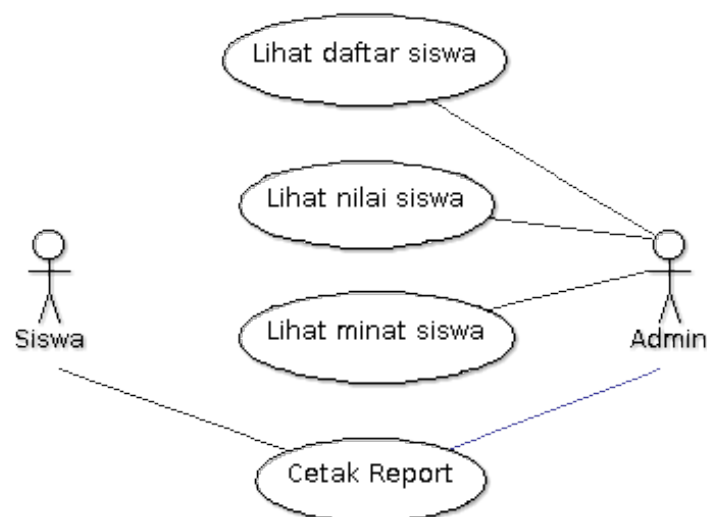 Lihat daftar siswa
Lihat nilai siswa
Lihat minat siswa
Siswa
Admin
Cetak Report